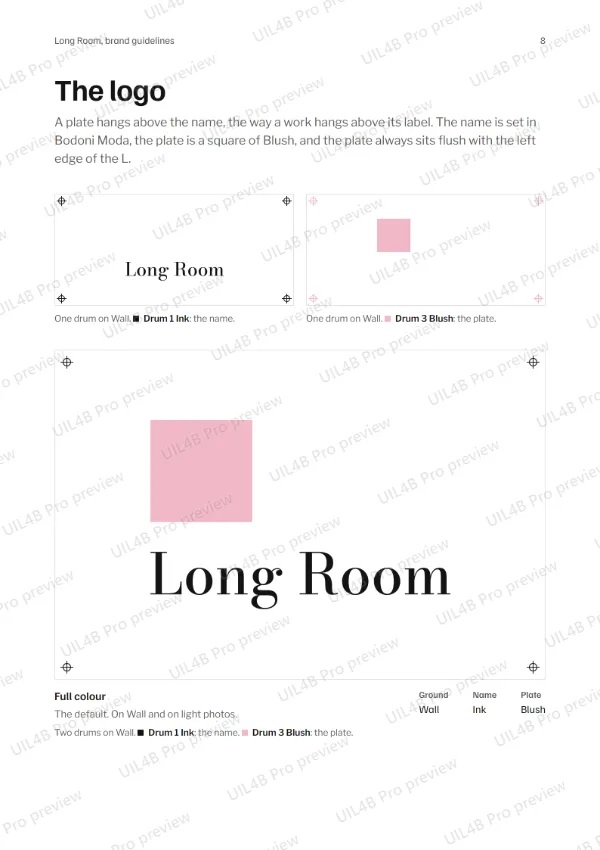 Long Room, brand guidelines
8
The logo
A plate hangs above the name, the way a work hangs above its label. The name is set in
Bodoni Moda, the plate is a square of Blush, and the plate always sits flush with the left
edge of the L.
Long Room
One drum on Wall. Drum 1 Ink: the name.
One drum on Wall. Drum 3 Blush: the plate.
Long Room
Full colour
The default. On Wall and on light photos.
Two drums on Wall. Drum 1 Ink: the name. Drum 3 Blush: the plate.
Ground Name Plate
Wall Ink Blush
UIL4B Pro preview